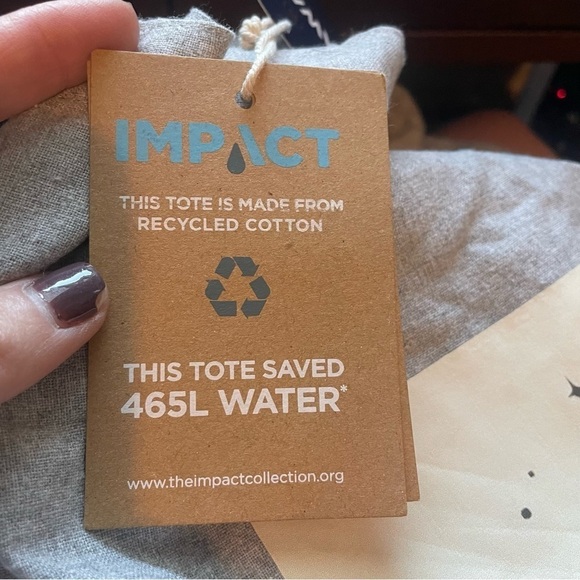 IMPACT
THIS TOTE IS MADE FROM
RECYCLED COTTON
THIS TOTE SAVED
465L WATER*
www.theimpactcollection.org